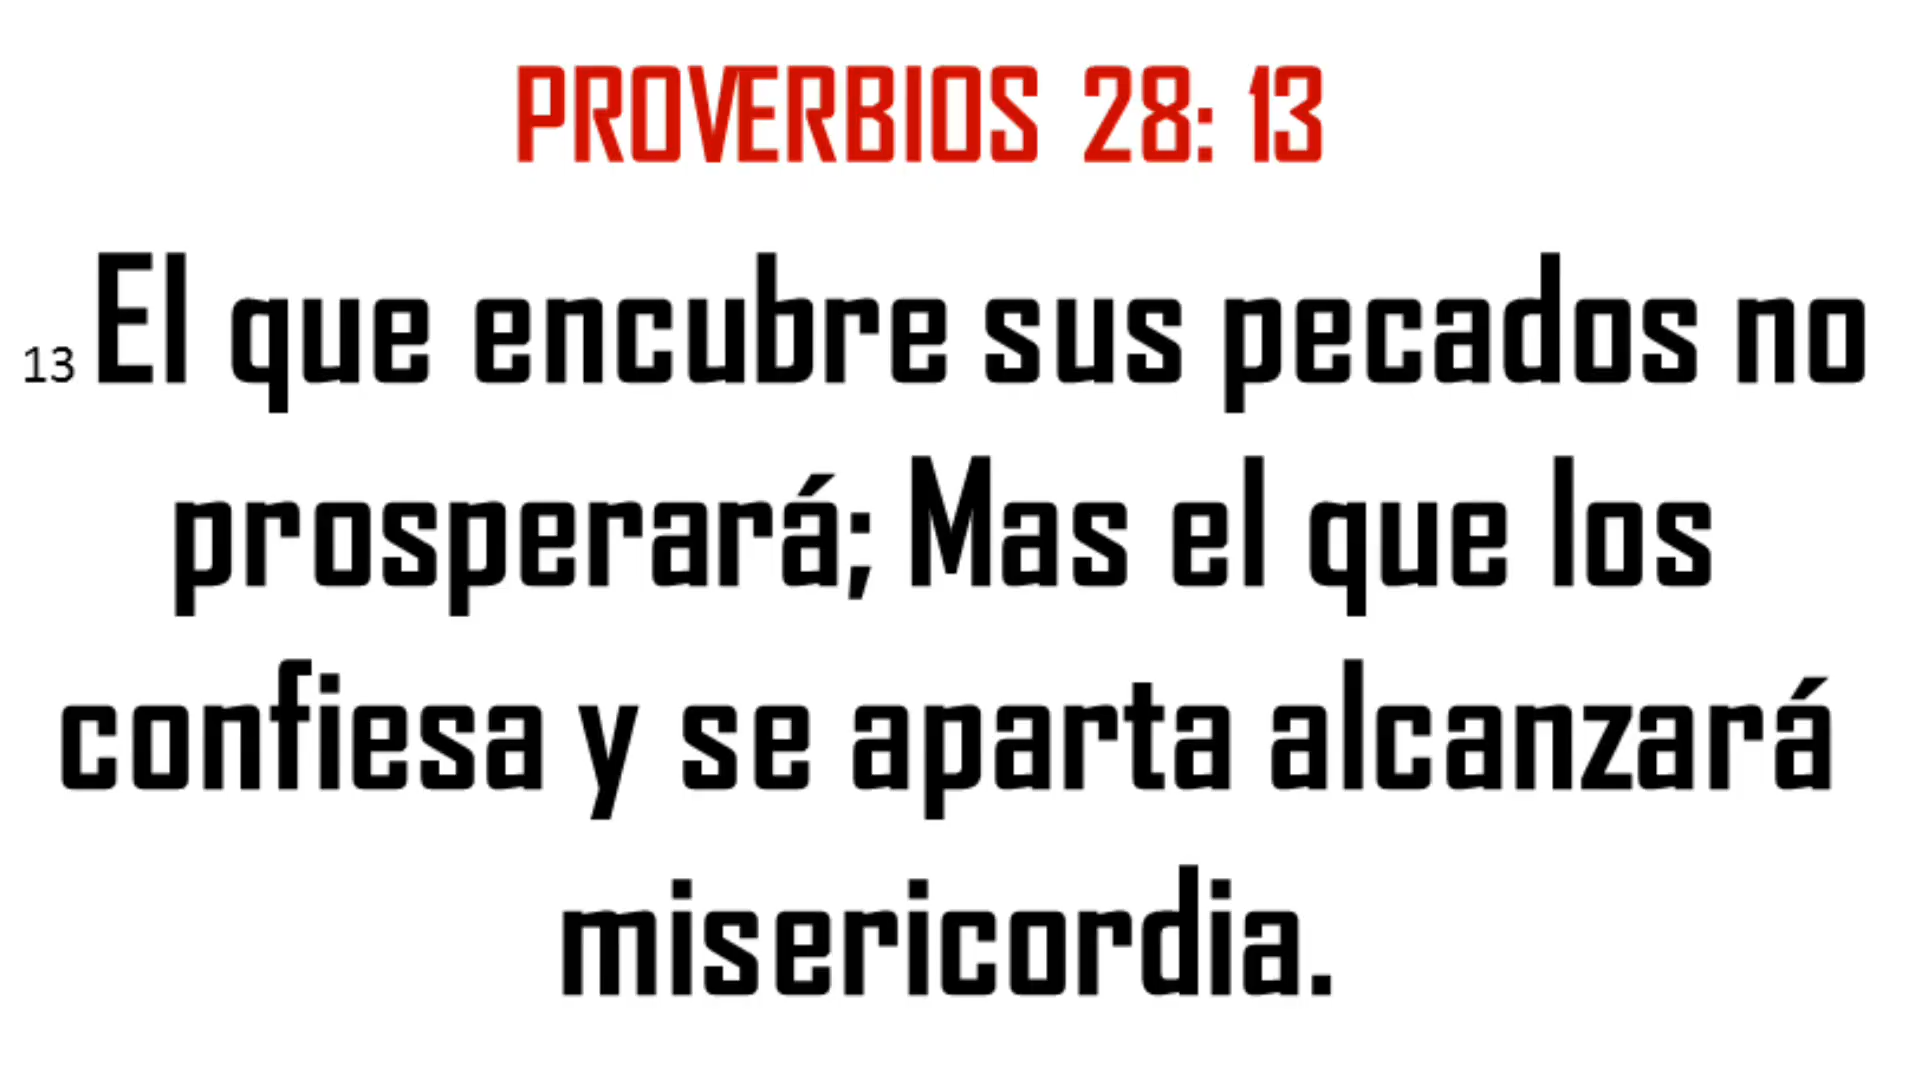 PROVERBIOS 28: 13
13 El que encubre sus pecados no
prosperará; Mas el que los
confiesa y se aparta alcanzará
misericordia.